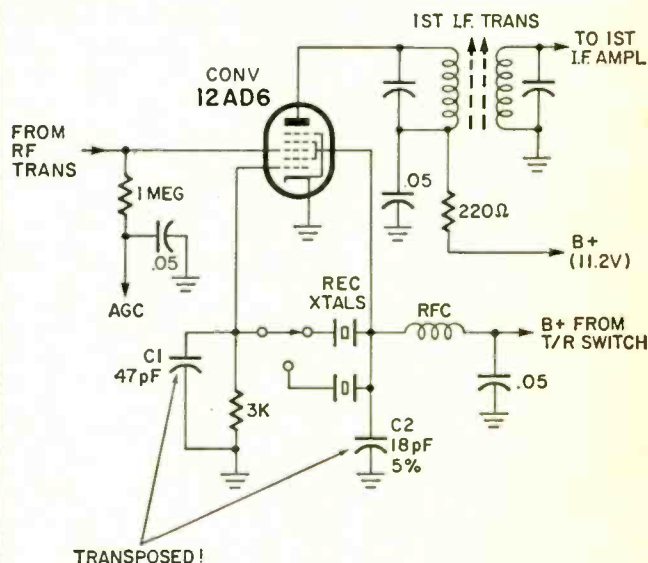 1ST I.F. TRANS
TO 1ST
I.F. AMPL
CONV
12AD6
FROM
RF
TRANS
1 MEG
.05
AGC
.05
220Ω
B+
(11.2V)
REC
XTALS
RFC
B+ FROM
T/R SWITCH
.05
C1
47pF
3K
C2
18pF
5%
TRANSPOSED!